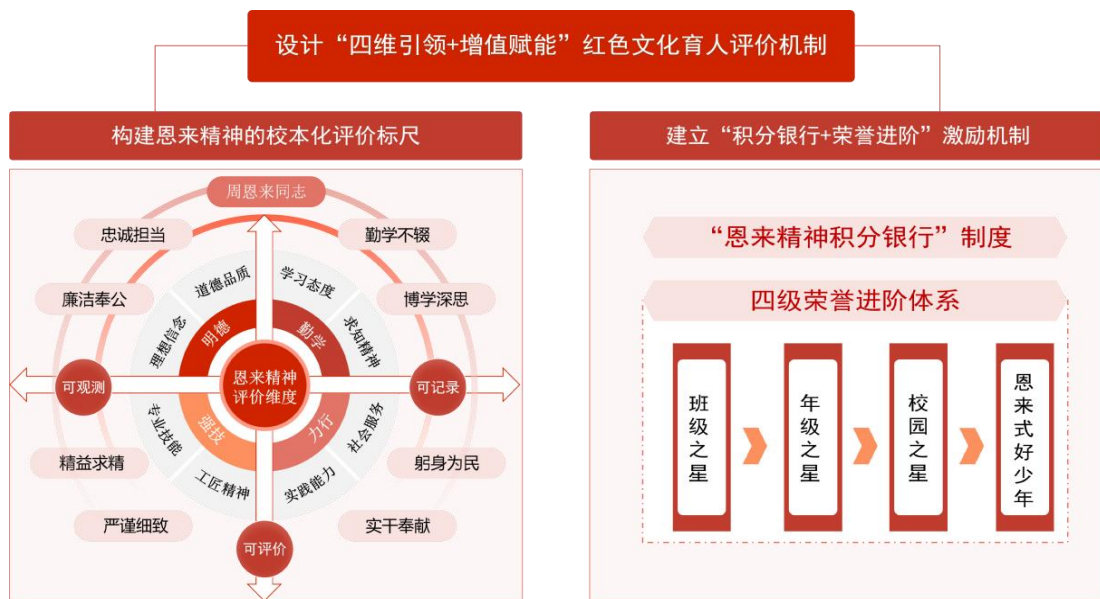 设计“四维引领+增值赋能”红色文化育人评价机制
构建恩来精神的校本化评价标尺
周恩来同志
忠诚担当
勤学不辍
廉洁奉公
博学深思
道德品质
学习态度
理想信念
求知精神
明德
勤学
可观测
恩来精神
评价维度
可记录
强技
力行
专业技能
社会服务
工匠精神
实践能力
精益求精
躬身为民
严谨细致
实干奉献
可评价
建立“积分银行+荣誉进阶”激励机制
“恩来精神积分银行”制度
四级荣誉进阶体系
班级之星
年级之星
校园之星
恩来式好少年